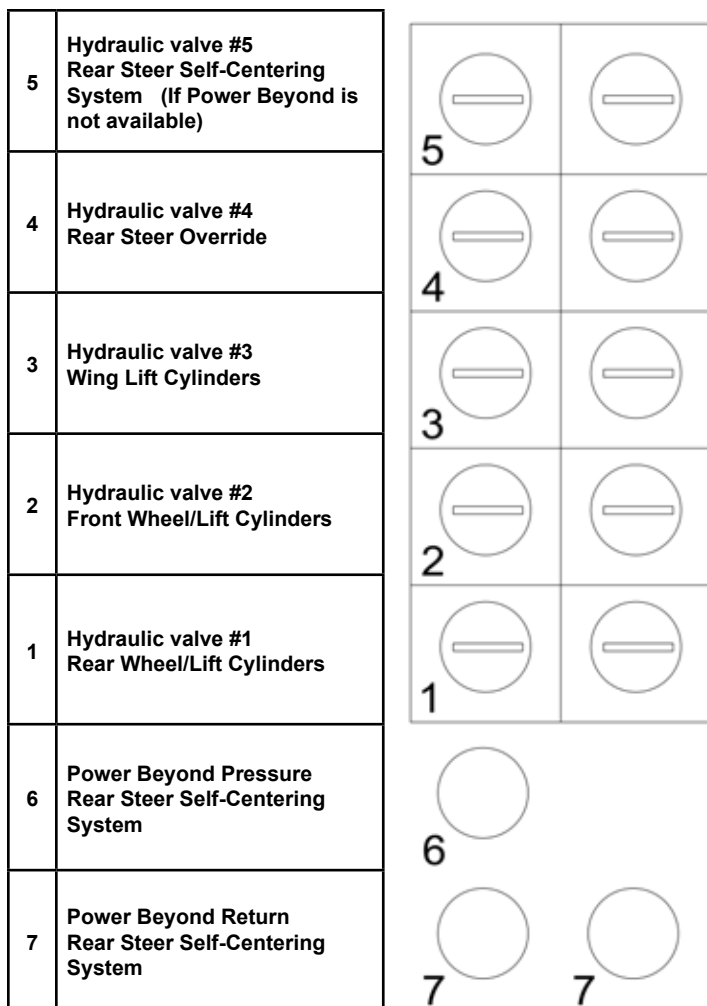 5
Hydraulic valve #5
Rear Steer Self-Centering
System (If Power Beyond is
not available)
4
Hydraulic valve #4
Rear Steer Override
3
Hydraulic valve #3
Wing Lift Cylinders
2
Hydraulic valve #2
Front Wheel/Lift Cylinders
1
Hydraulic valve #1
Rear Wheel/Lift Cylinders
6
Power Beyond Pressure
Rear Steer Self-Centering
System
7
Power Beyond Return
Rear Steer Self-Centering
System
5
4
3
2
1
6
7 7